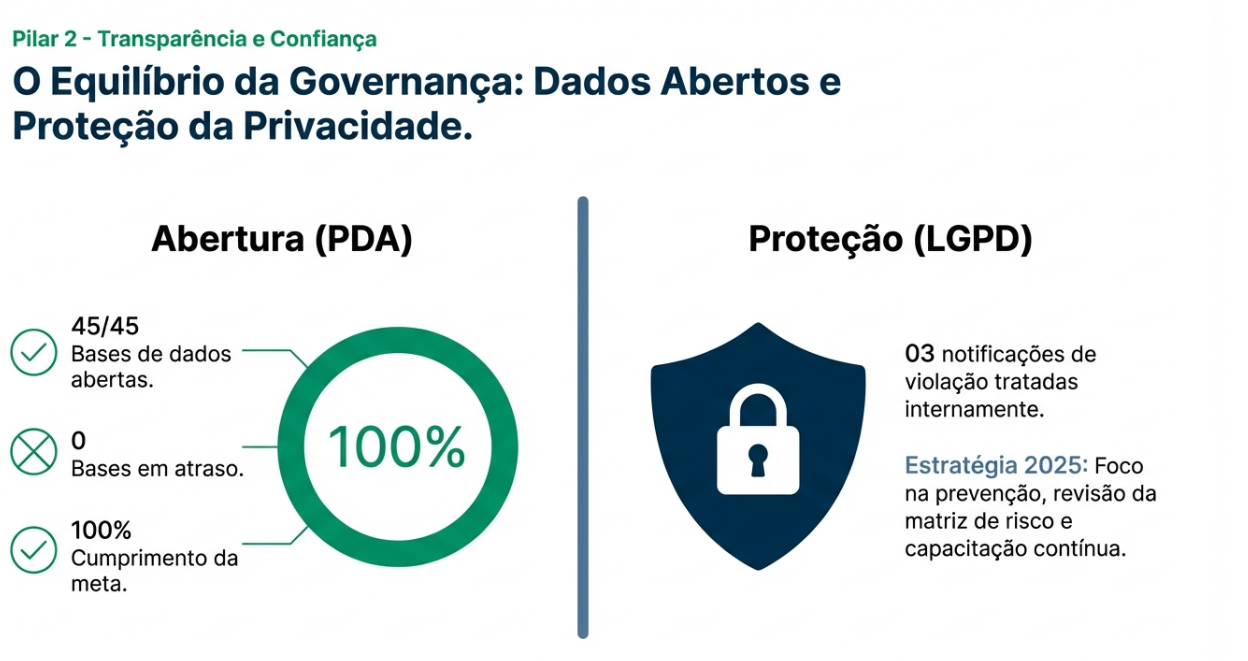 Pilar 2 - Transparência e Confiança
O Equilíbrio da Governança: Dados Abertos e
Proteção da Privacidade.
Abertura (PDA)
45/45
Bases de dados
abertas.
0
Bases em atraso.
100%
Cumprimento da
meta.
100%
Proteção (LGPD)
03 notificações de
violação tratadas
internamente.
Estratégia 2025: Foco
na prevenção, revisão da
matriz de risco e
capacitação contínua.